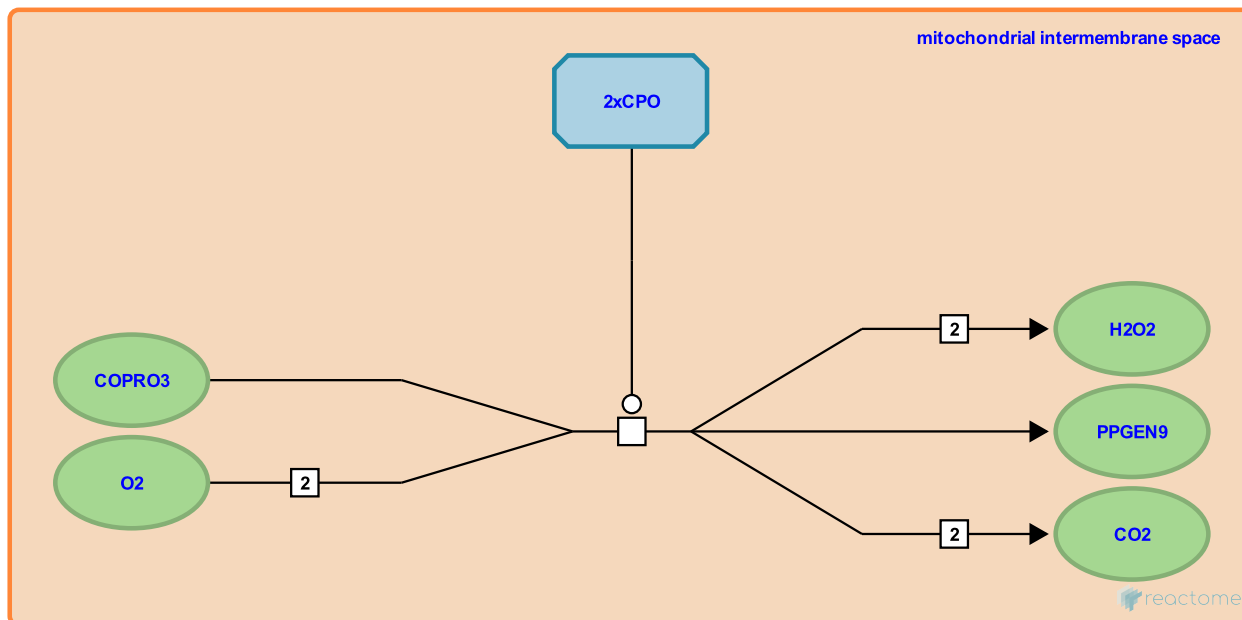 mitochondrial intermembrane space
2xCPO
2
H2O2
COPRO3
PPGEN9
O2
2
2
CO2
reactome